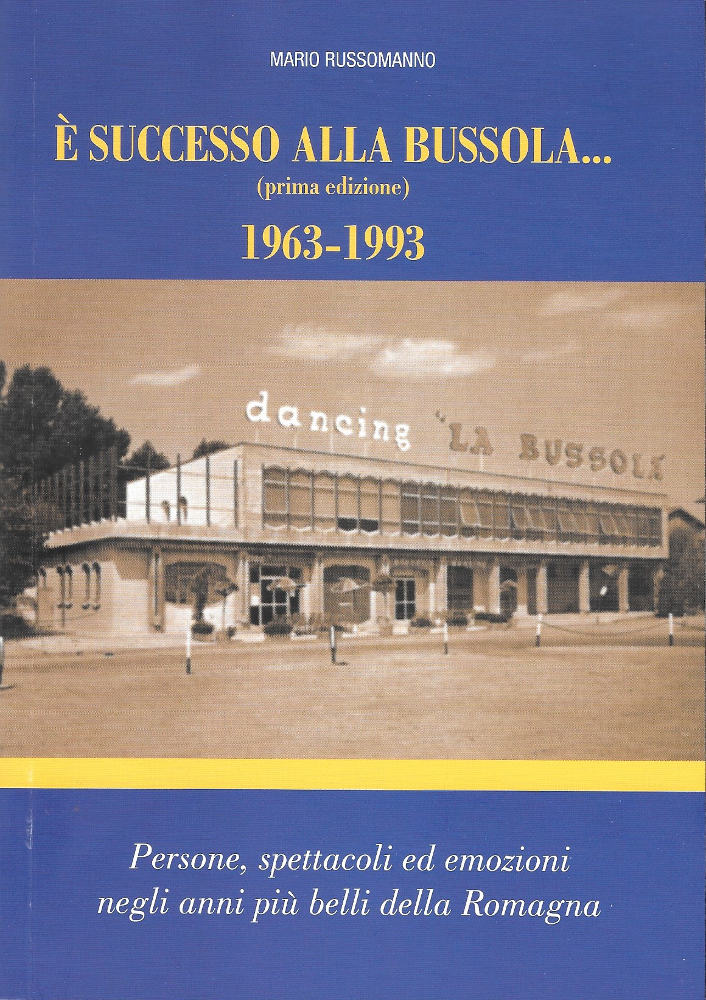 MARIO RUSSOMANNO
È SUCCESSO ALLA BUSSOLA...
(prima edizione)
1963-1993
dancing "LA BUSSOLA"
Persone, spettacoli ed emozioni
negli anni più belli della Romagna